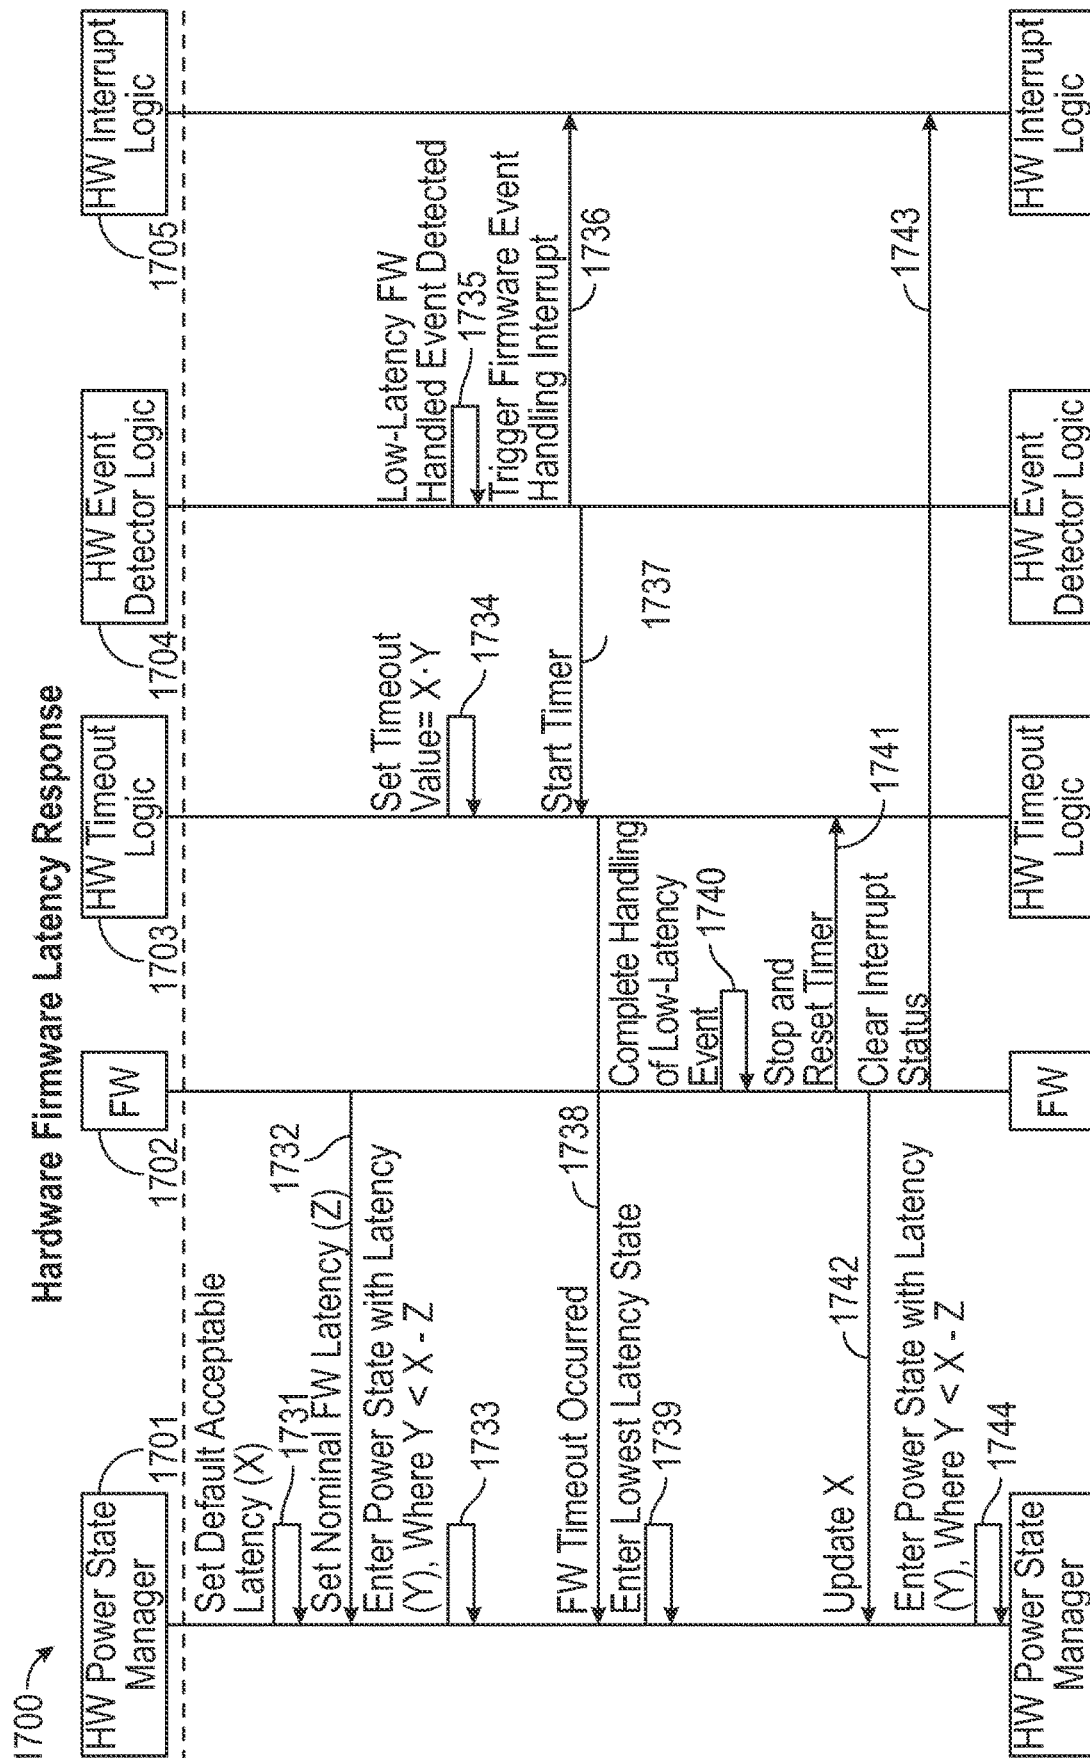 1700
Hardware Firmware Latency Response
HW Power State
Manager
1701
FW
1702
HW Timeout
Logic
1703
HW Event
Detector Logic
1704
HW Interrupt
Logic
1705
Set Default Acceptable
Latency (X)
1731
Set Nominal FW Latency (Z)
1732
Enter Power State with Latency
(Y), Where Y < X - Z
1733
Set Timeout
Value= X·Y
1734
Low-Latency FW
Handled Event Detected
1735
Trigger Firmware Event
Handling Interrupt
1736
Start Timer
1737
FW Timeout Occurred
1738
Enter Lowest Latency State
1739
Complete Handling
of Low-Latency
Event
1740
Stop and
Reset Timer
1741
Update X
1742
Clear Interrupt
Status
1743
Enter Power State with Latency
(Y), Where Y < X - Z
1744
HW Power State
Manager
FW
HW Timeout
Logic
HW Event
Detector Logic
HW Interrupt
Logic